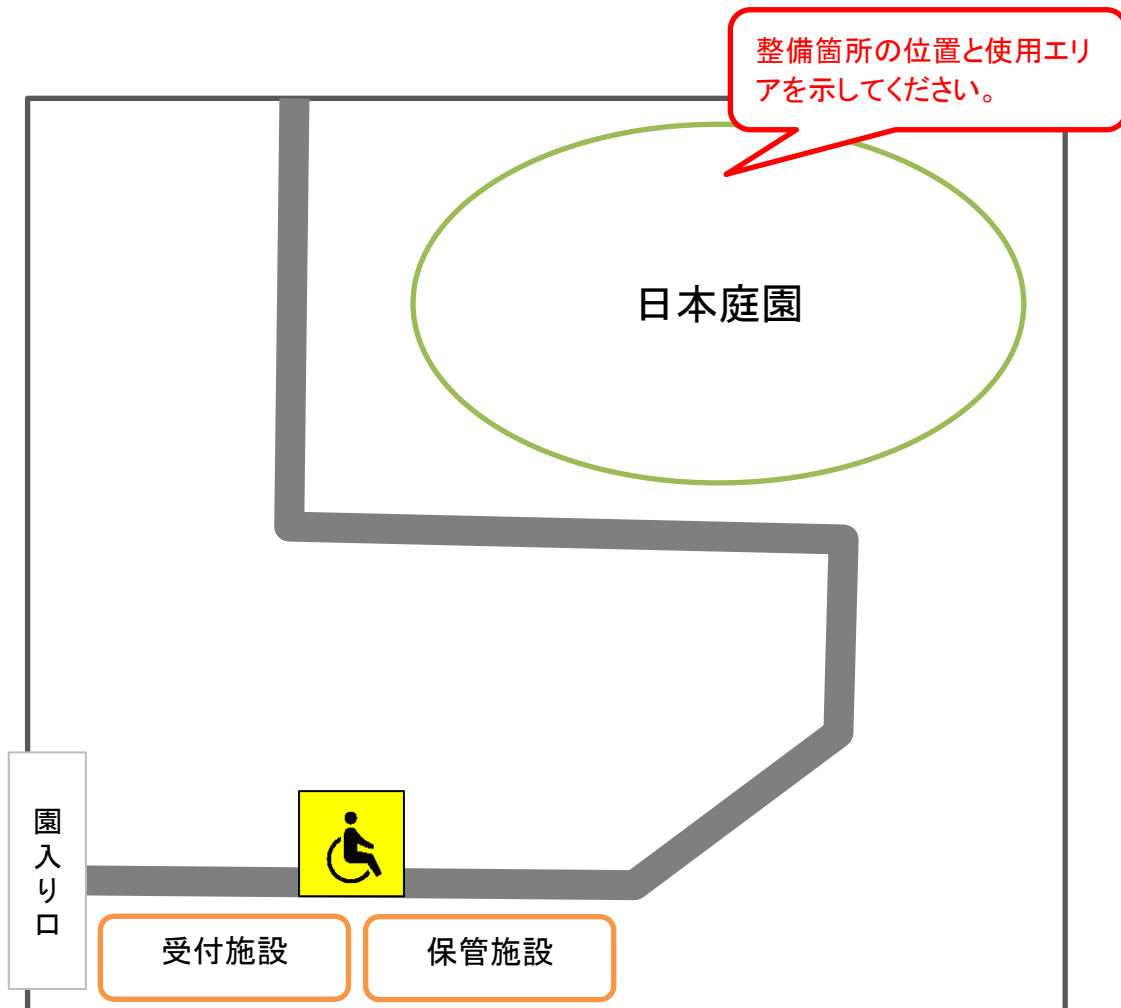 整備箇所の位置と使用エリ
アを示してください。
日本庭園
園入り口
受付施設
保管施設